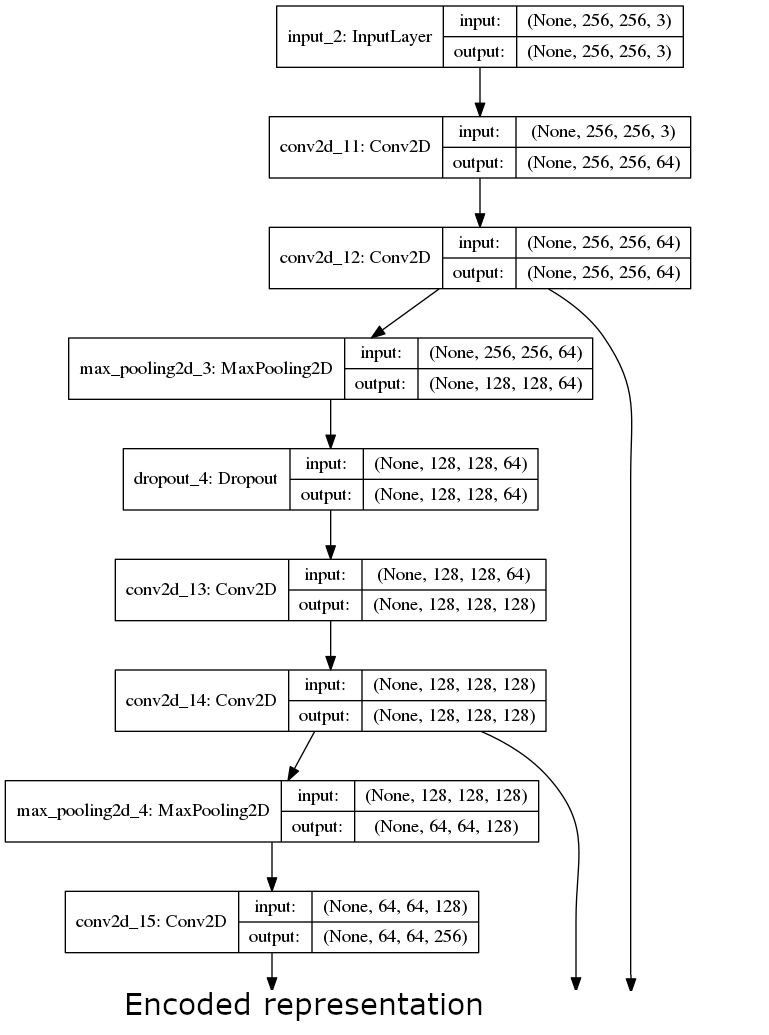 input_2: InputLayer
input:
(None, 256, 256, 3)
output:
(None, 256, 256, 3)
conv2d_11: Conv2D
input:
(None, 256, 256, 3)
output:
(None, 256, 256, 64)
conv2d_12: Conv2D
input:
(None, 256, 256, 64)
output:
(None, 256, 256, 64)
max_pooling2d_3: MaxPooling2D
input:
(None, 256, 256, 64)
output:
(None, 128, 128, 64)
dropout_4: Dropout
input:
(None, 128, 128, 64)
output:
(None, 128, 128, 64)
conv2d_13: Conv2D
input:
(None, 128, 128, 64)
output:
(None, 128, 128, 128)
conv2d_14: Conv2D
input:
(None, 128, 128, 128)
output:
(None, 128, 128, 128)
max_pooling2d_4: MaxPooling2D
input:
(None, 128, 128, 128)
output:
(None, 64, 64, 128)
conv2d_15: Conv2D
input:
(None, 64, 64, 128)
output:
(None, 64, 64, 256)
Encoded representation